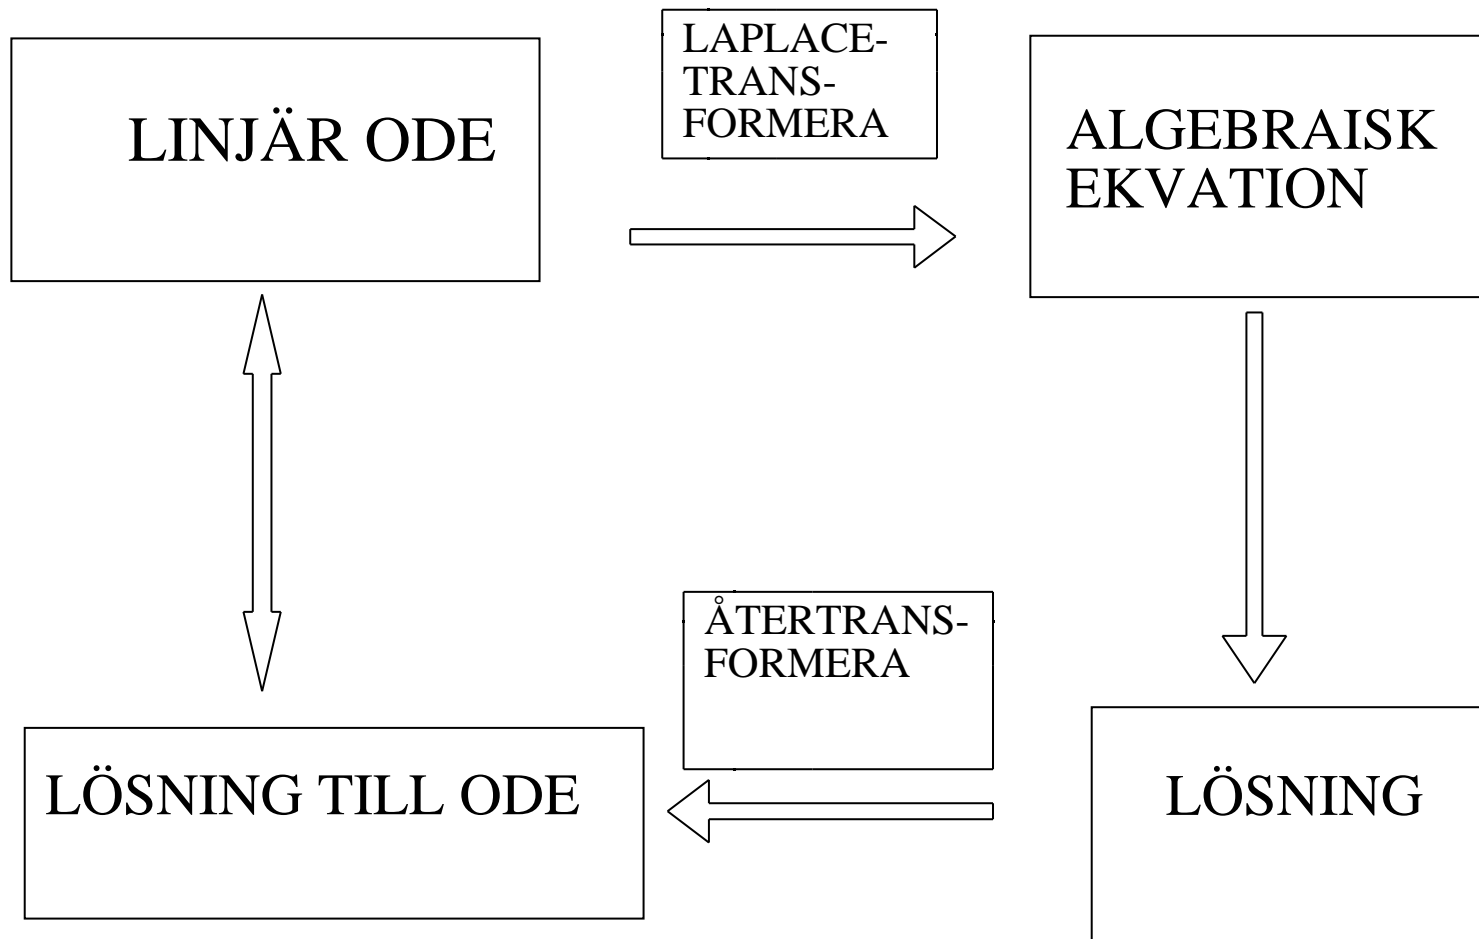 LINJÄR ODE
LAPLACE-
TRANS-
FORMERA
ALGEBRAISK
EKVATION
ÅTERTRANS-
FORMERA
LÖSNING TILL ODE
LÖSNING